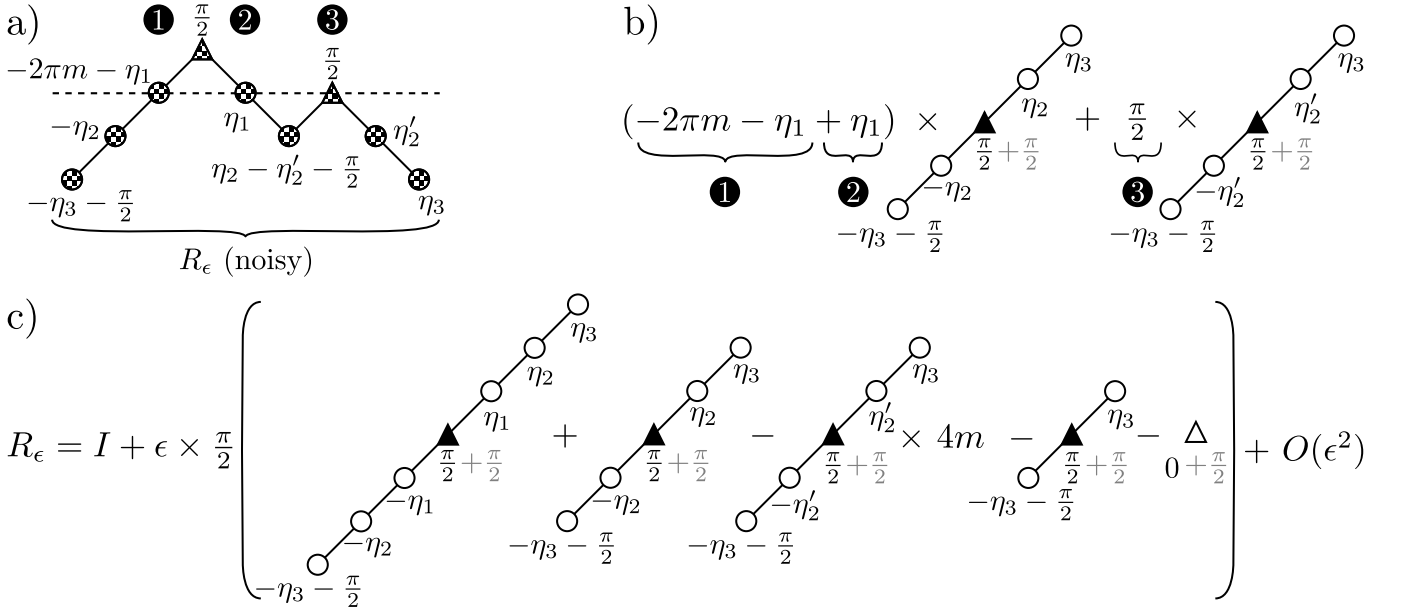 a)
❶ π/2 ❷ ❸
π/2
−2πm − η₁
−η₂ η₁ η₂′
η₂ − η₂′ − π/2
−η₃ − π/2 η₃
R_ϵ (noisy)
b)
(−2πm − η₁ + η₁) × + π/2 ×
❶ ❷ ❸
η₃
η₂
π/2 + π/2
−η₂
−η₃ − π/2
η₃
η₂′
π/2 + π/2
−η₂′
−η₃ − π/2
c)
R_ϵ = I + ϵ × π/2 ( + − × 4m − − ) + O(ϵ²)
η₃
η₂
η₁
π/2 + π/2
−η₁
−η₂
−η₃ − π/2
η₃
η₂
π/2 + π/2
−η₂
−η₃ − π/2
η₃
η₂′
π/2 + π/2
−η₂′
−η₃ − π/2
η₃
π/2 + π/2
−η₃ − π/2
0 + π/2